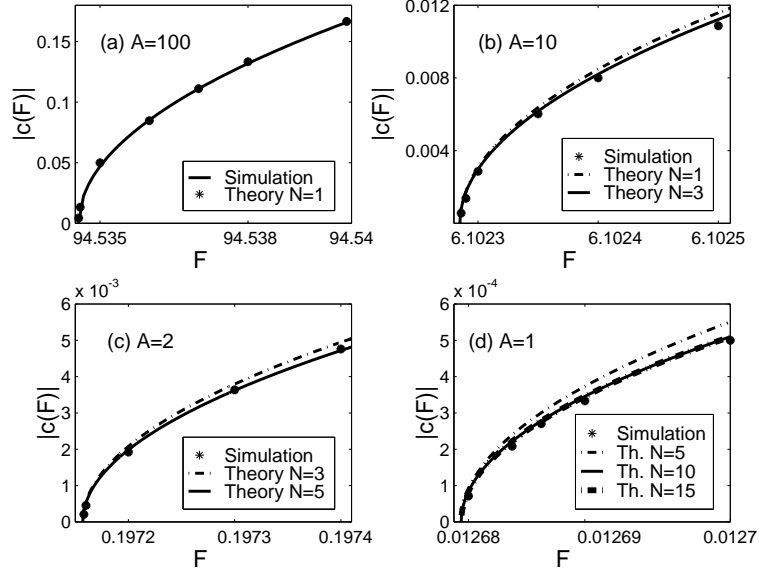 (a) A=100
|c(F)|
0.15
0.1
0.05
0
94.535
94.538
94.54
F
Simulation
Theory N=1
(b) A=10
|c(F)|
0.012
0.008
0.004
6.1023
6.1024
6.1025
F
Simulation
Theory N=1
Theory N=3
x 10⁻³
(c) A=2
|c(F)|
6
5
4
3
2
1
0
0.1972
0.1973
0.1974
F
Simulation
Theory N=3
Theory N=5
x 10⁻⁴
(d) A=1
|c(F)|
6
5
4
3
2
1
0
0.01268
0.01269
0.0127
F
Simulation
Th. N=5
Th. N=10
Th. N=15